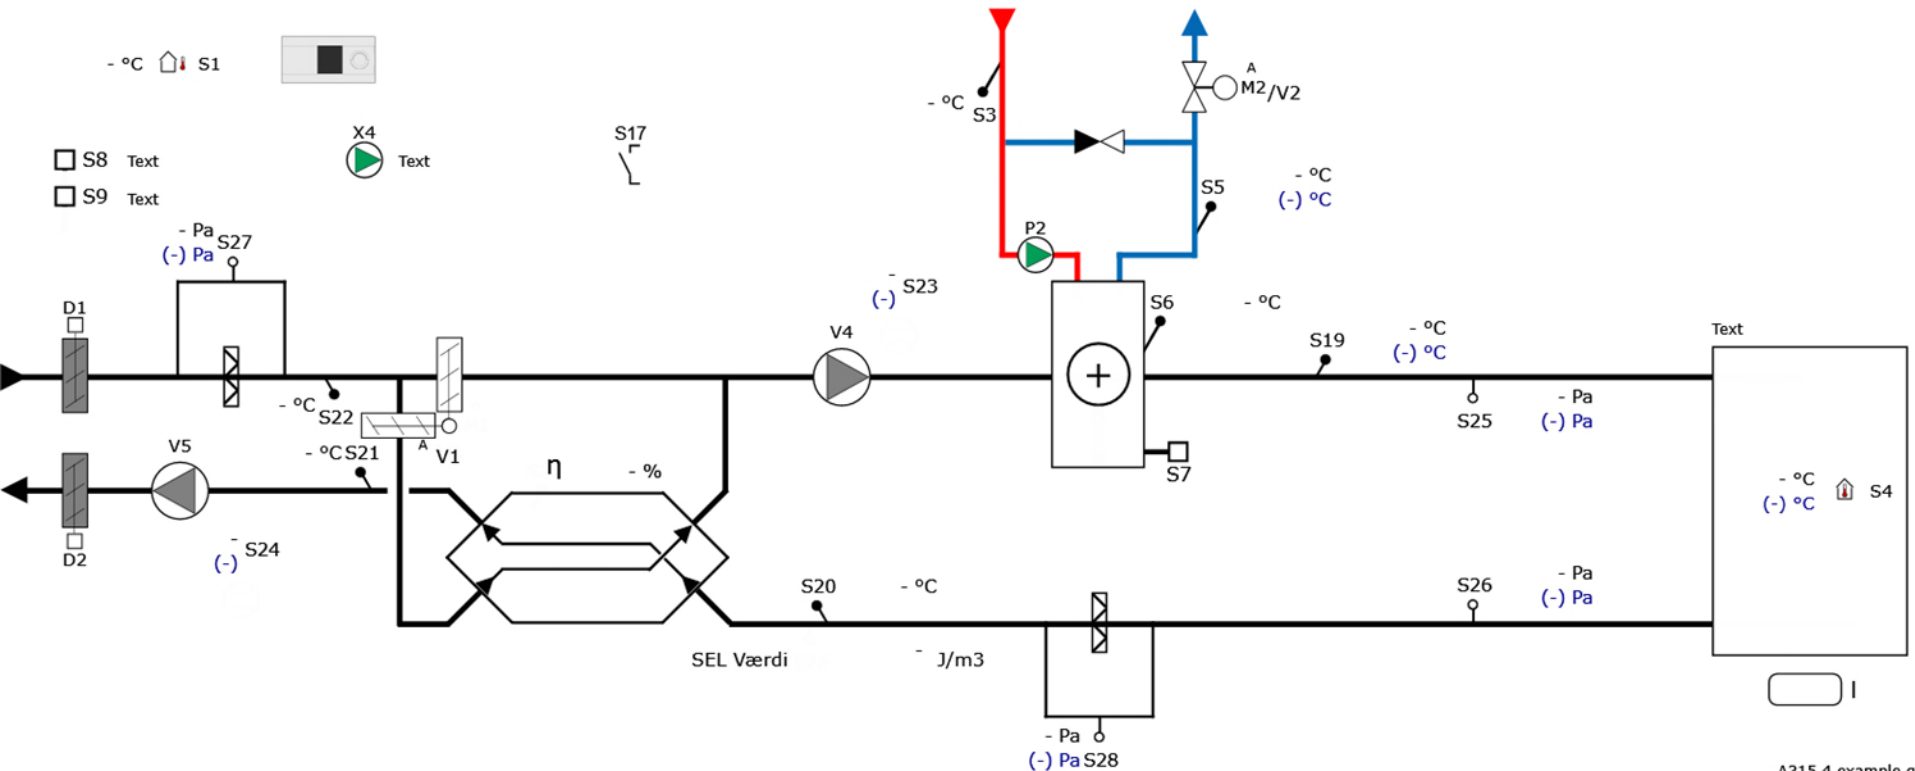 - °C S1
S8 Text
S9 Text
X4
Text
S17
- °C
S3
A
M2/V2
S5
- °C
(-) °C
P2
- Pa
(-) Pa
S27
D1
-
(-)
S23
V4
S6
- °C
S19
- °C
(-) °C
Text
- °C
S22
A
V1
S25
- Pa
(-) Pa
V5
- °C S21
η
- %
S7
- °C
(-) °C
S4
D2
-
(-)
S24
S20
- °C
S26
- Pa
(-) Pa
SEL Værdi
- J/m3
I
- Pa
(-) Pa S28